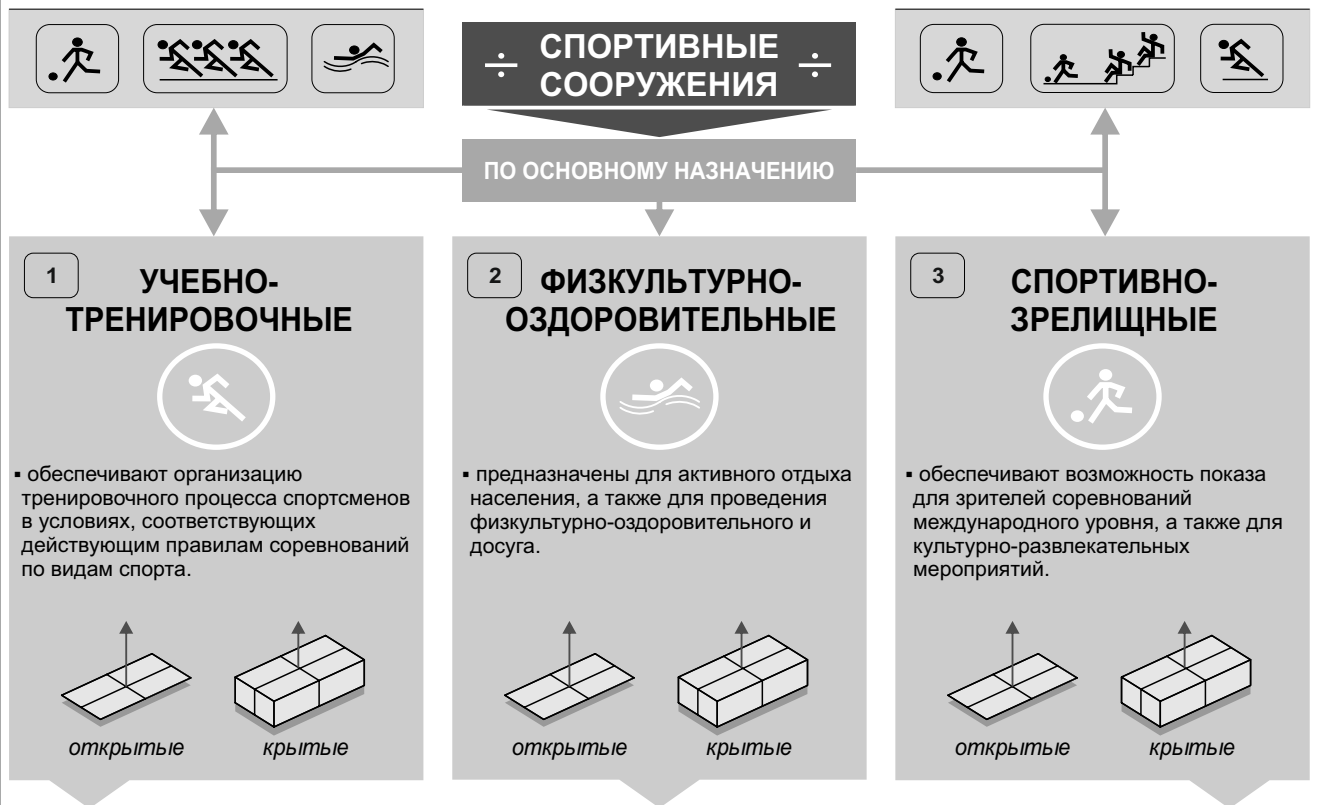 ÷ СПОРТИВНЫЕ ÷
СООРУЖЕНИЯ
ПО ОСНОВНОМУ НАЗНАЧЕНИЮ
1
УЧЕБНО-
ТРЕНИРОВОЧНЫЕ
▪ обеспечивают организацию
тренировочного процесса спортсменов
в условиях, соответствующих
действующим правилам соревнований
по видам спорта.
открытые
крытые
2
ФИЗКУЛЬТУРНО-
ОЗДОРОВИТЕЛЬНЫЕ
▪ предназначены для активного отдыха
населения, а также для проведения
физкультурно-оздоровительного и
досуга.
открытые
крытые
3
СПОРТИВНО-
ЗРЕЛИЩНЫЕ
▪ обеспечивают возможность показа
для зрителей соревнований
международного уровня, а также для
культурно-развлекательных
мероприятий.
открытые
крытые